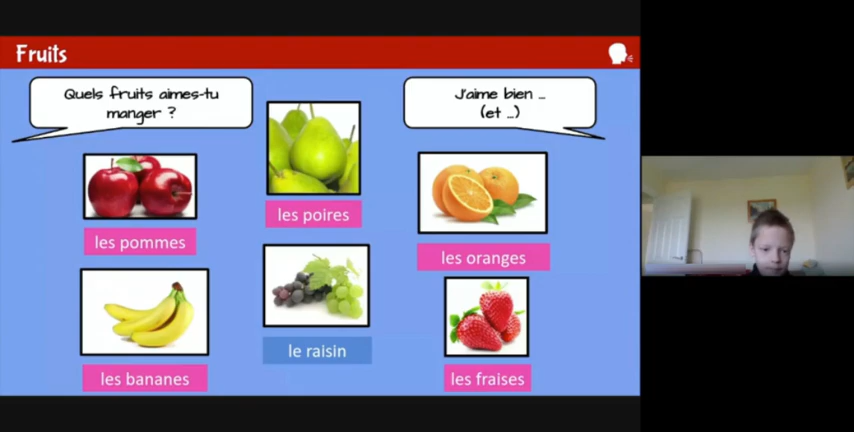 Fruits
Quels fruits aimes-tu
manger ?
J'aime bien ...
(et ...)
les pommes
les poires
les oranges
les bananes
le raisin
les fraises